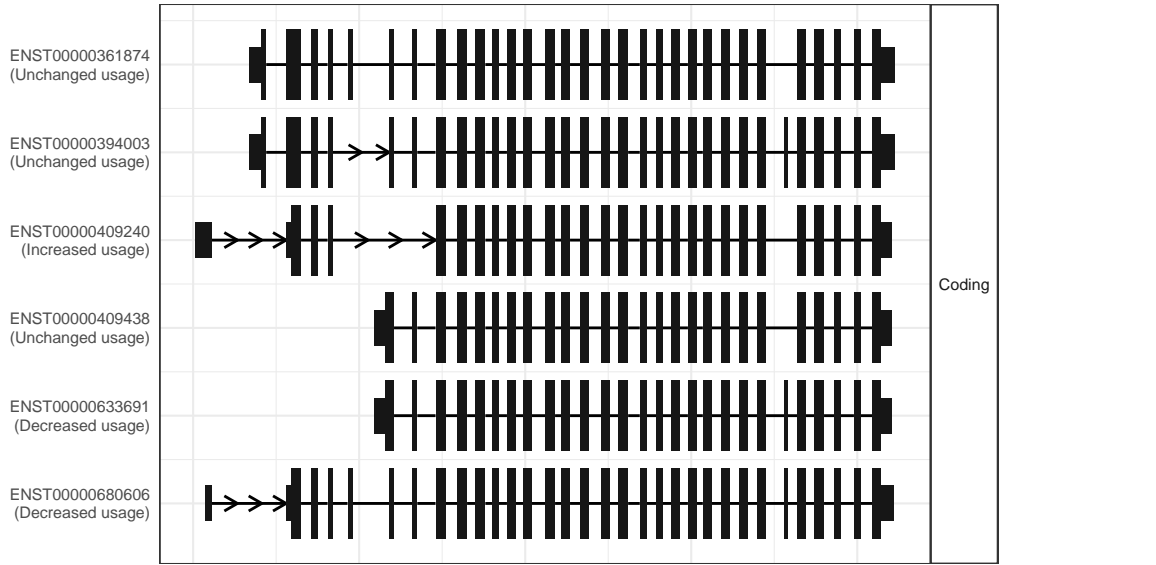 ENST00000361874
(Unchanged usage)
ENST00000394003
(Unchanged usage)
ENST00000409240
(Increased usage)
Coding
ENST00000409438
(Unchanged usage)
ENST00000633691
(Decreased usage)
ENST00000680606
(Decreased usage)